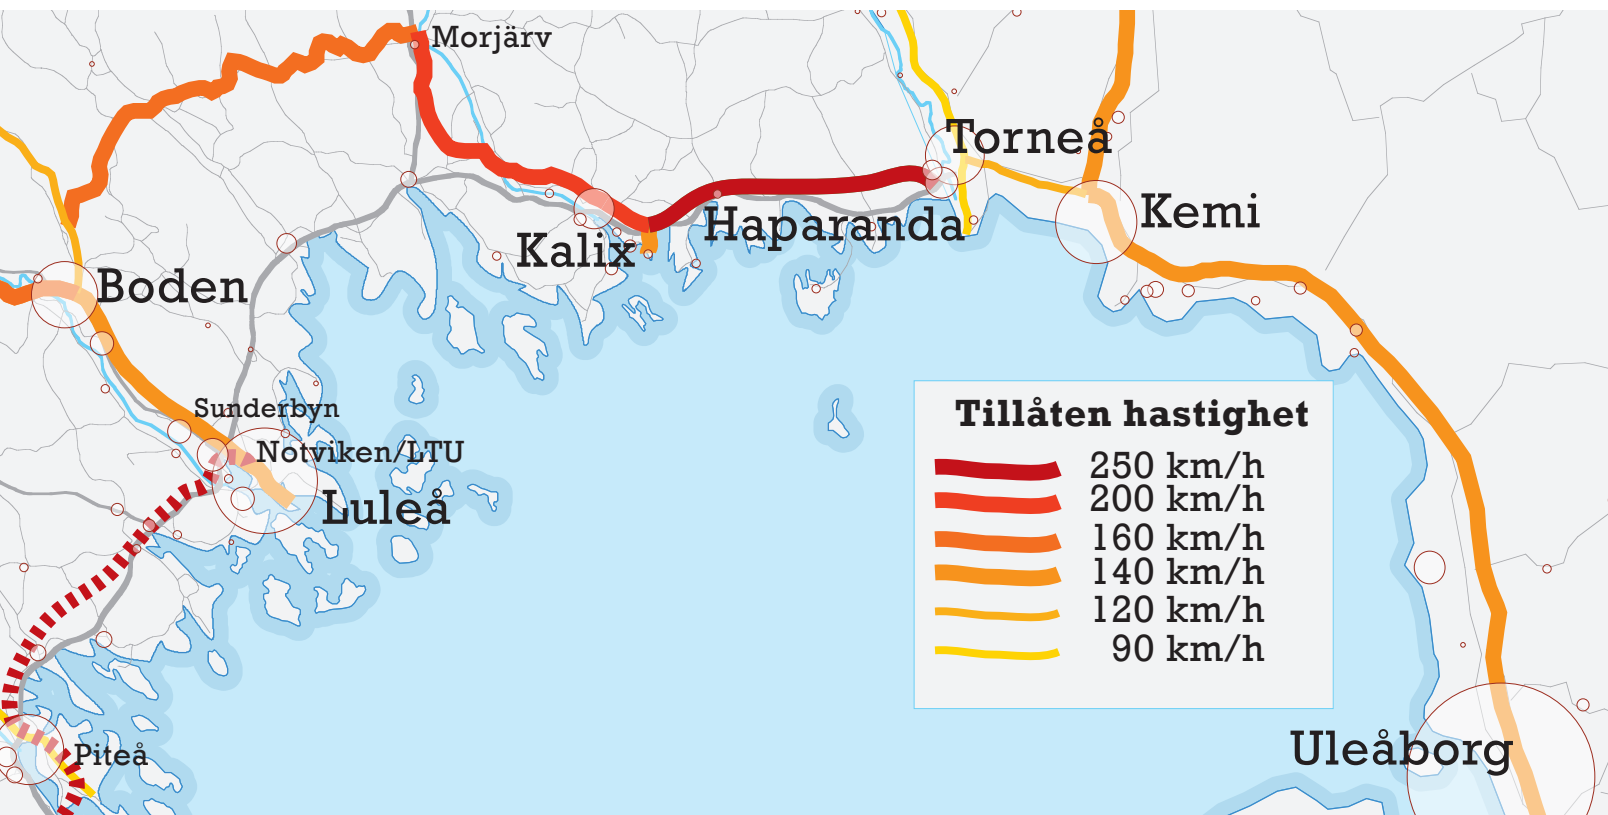 Morjärv
Torneå
Kemi
Haparanda
Kalix
Boden
Sunderbyn
Notviken/LTU
Luleå
Tillåten hastighet
250 km/h
200 km/h
160 km/h
140 km/h
120 km/h
90 km/h
Uleåborg
Piteå